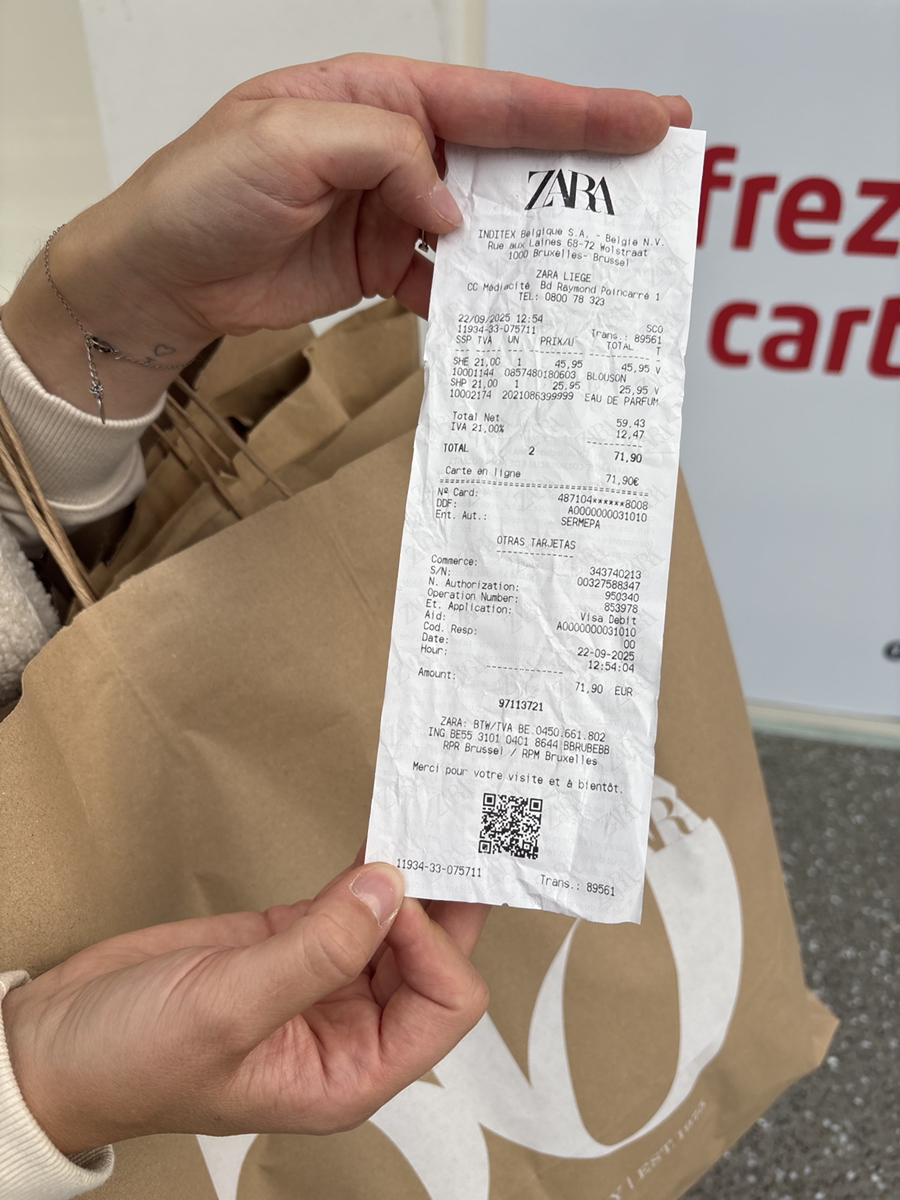 ZARA
INDITEX Belgique S.A. - Belgie N.V.
Rue aux Laines 68-72 Wolstraat
1000 Bruxelles- Brussel
ZARA LIEGE
CC Médiacité Bd Raymond Poincarré 1
TEL: 0800 78 323
22/09/2025 12:54 SCO
11934-33-075711 Trans.: 89561
SSP TVA UN PRIX/U TOTAL T
SHE 21,00 1 45,95 45,95 V
10001144 0857480180603 BLOUSON
SHP 21,00 1 25,95 25,95 V
10002174 2021086399999 EAU DE PARFUM
Total Net 59,43
IVA 21,00% 12,47
TOTAL 2 71,90
Carte en ligne 71,90€
Nº Card: 487104******8008
DDF: A0000000031010
Ent. Aut.: SERMEPA
OTRAS TARJETAS
Commerce: 343740213
S/N: 00327588347
N. Authorization: 950340
Operation Number: 853978
Et. Application: Visa Debit
Aid: A0000000031010
Cod. Resp: 00
Date: 22-09-2025
Hour: 12:54:04
Amount: 71,90 EUR
97113721
ZARA: BTW/TVA BE.0450.661.802
ING BE55 3101 0401 8644 BBRUBEBB
RPR Brussel / RPM Bruxelles
Merci pour votre visite et à bientôt.
11934-33-075711 Trans.: 89561
frez
cart
EST. 1975